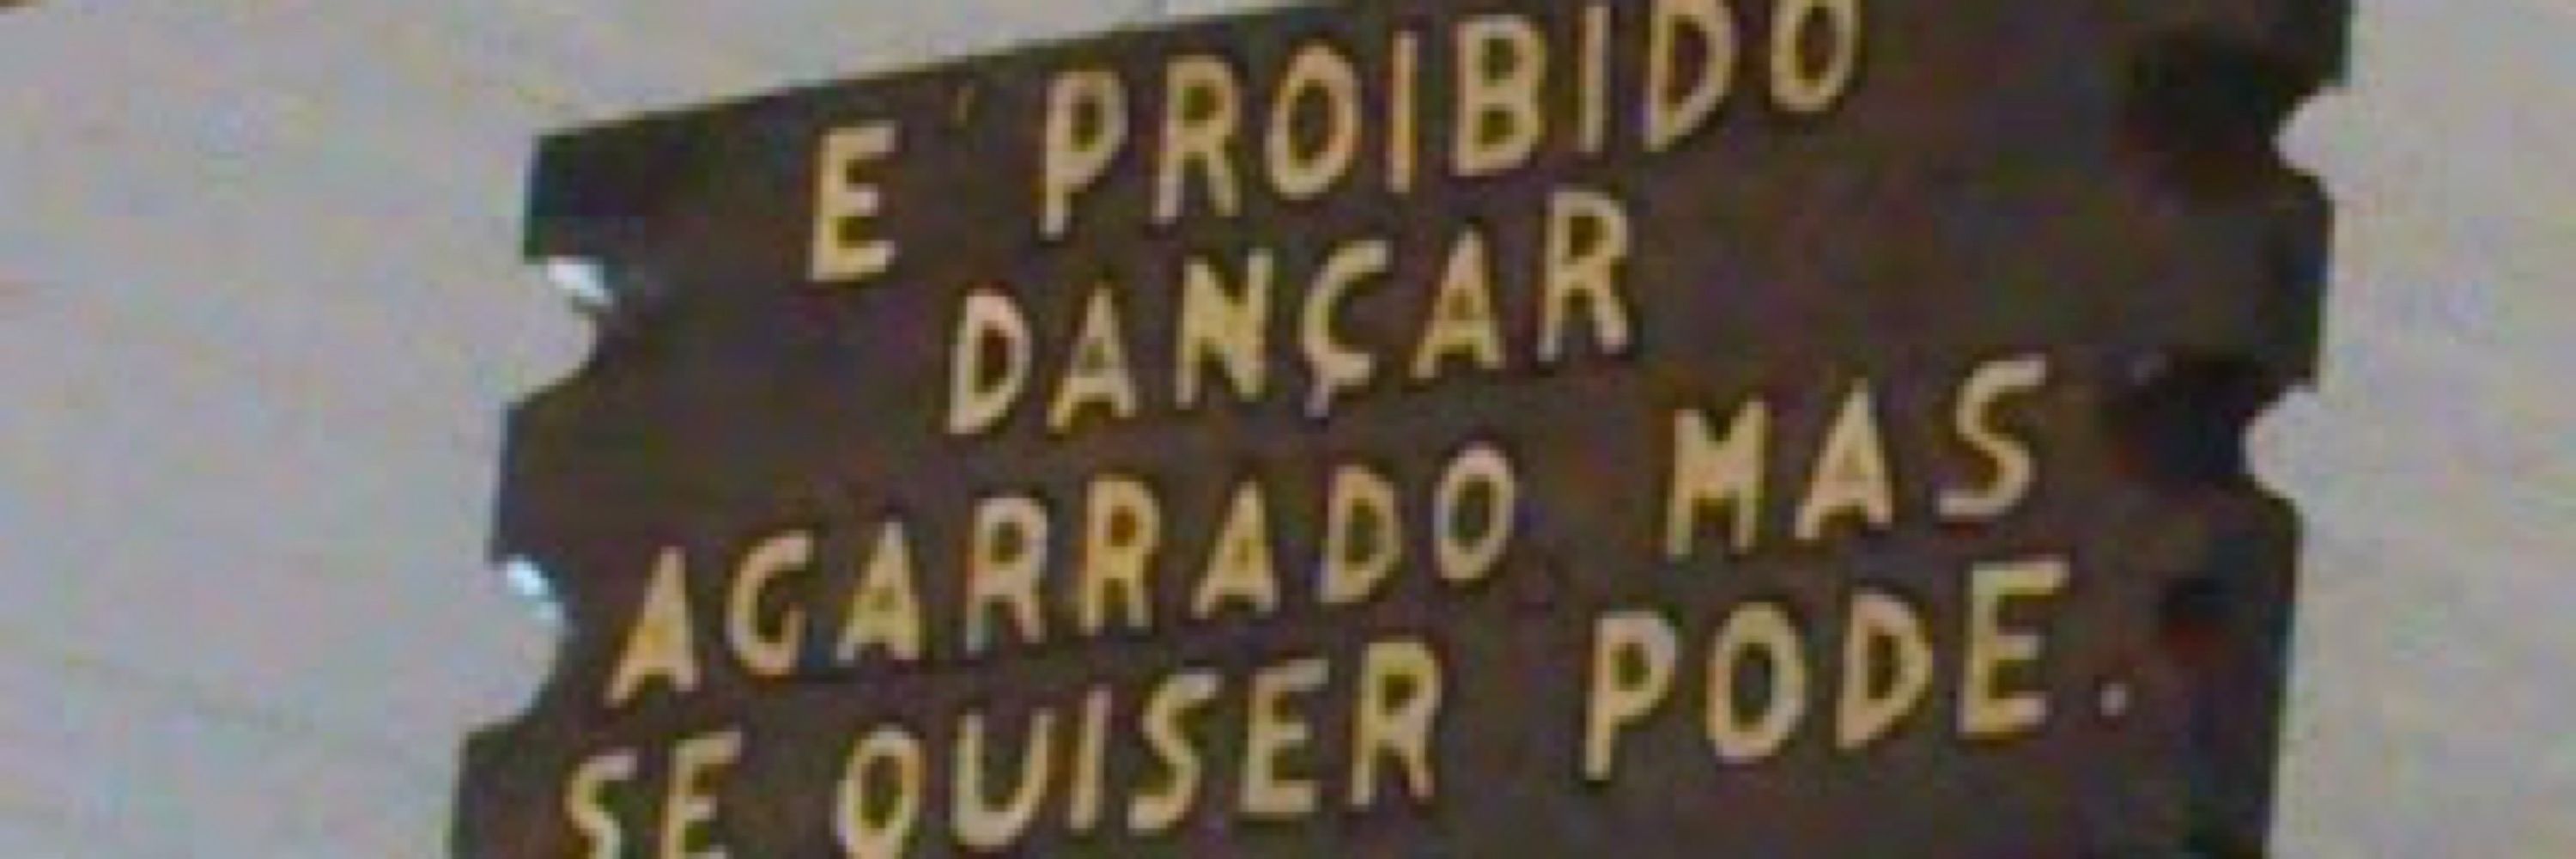 E' PROIBIDO
DANÇAR
AGARRADO MAS
SE QUISER PODE.